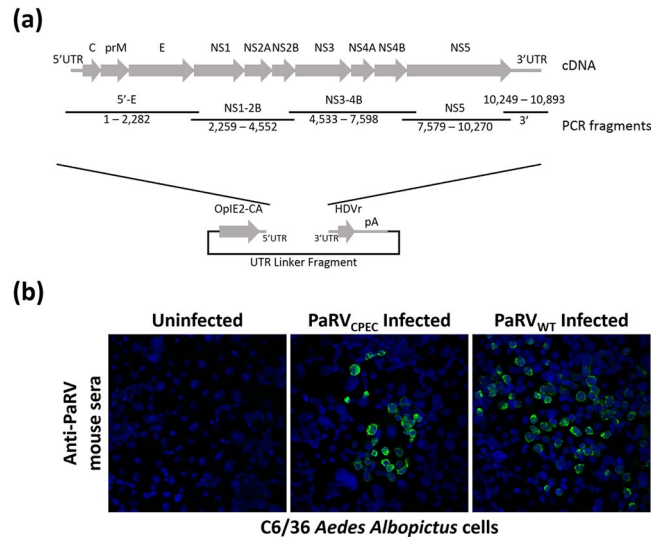 (a)
C prM E NS1 NS2A NS2B NS3 NS4A NS4B NS5
5'UTR 3'UTR cDNA
5'-E NS1-2B NS3-4B NS5 10,249 – 10,893
1 – 2,282 2,259 – 4,552 4,533 – 7,598 7,579 – 10,270 3' PCR fragments
OpIE2-CA HDVr
5'UTR 3'UTR pA
UTR Linker Fragment
(b)
Uninfected PaRVCPEC Infected PaRVWT Infected
Anti-PaRV
mouse sera
C6/36 Aedes Albopictus cells